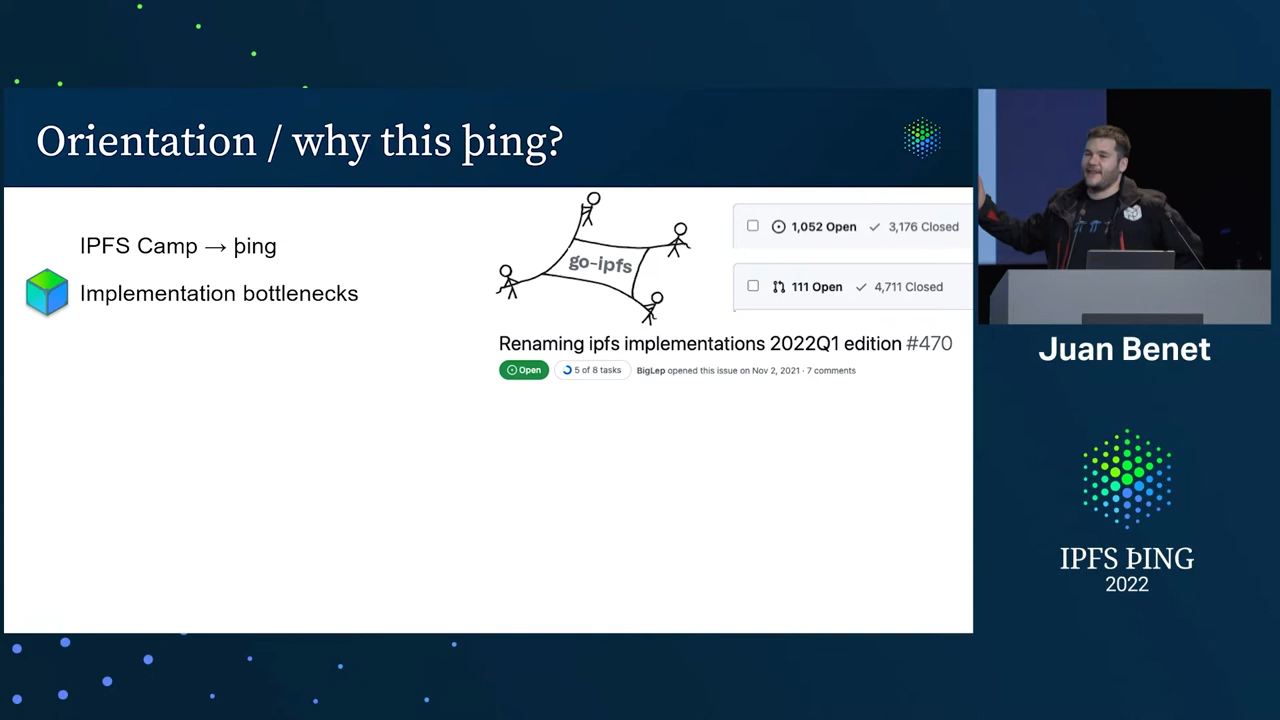 Orientation / why this þing?
IPFS Camp → þing
Implementation bottlenecks
go-ipfs
1,052 Open ✓ 3,176 Closed
111 Open ✓ 4,711 Closed
Renaming ipfs implementations 2022Q1 edition #470
Open 5 of 8 tasks BigLep opened this issue on Nov 2, 2021 · 7 comments
Juan Benet
IPFS ÞING
2022